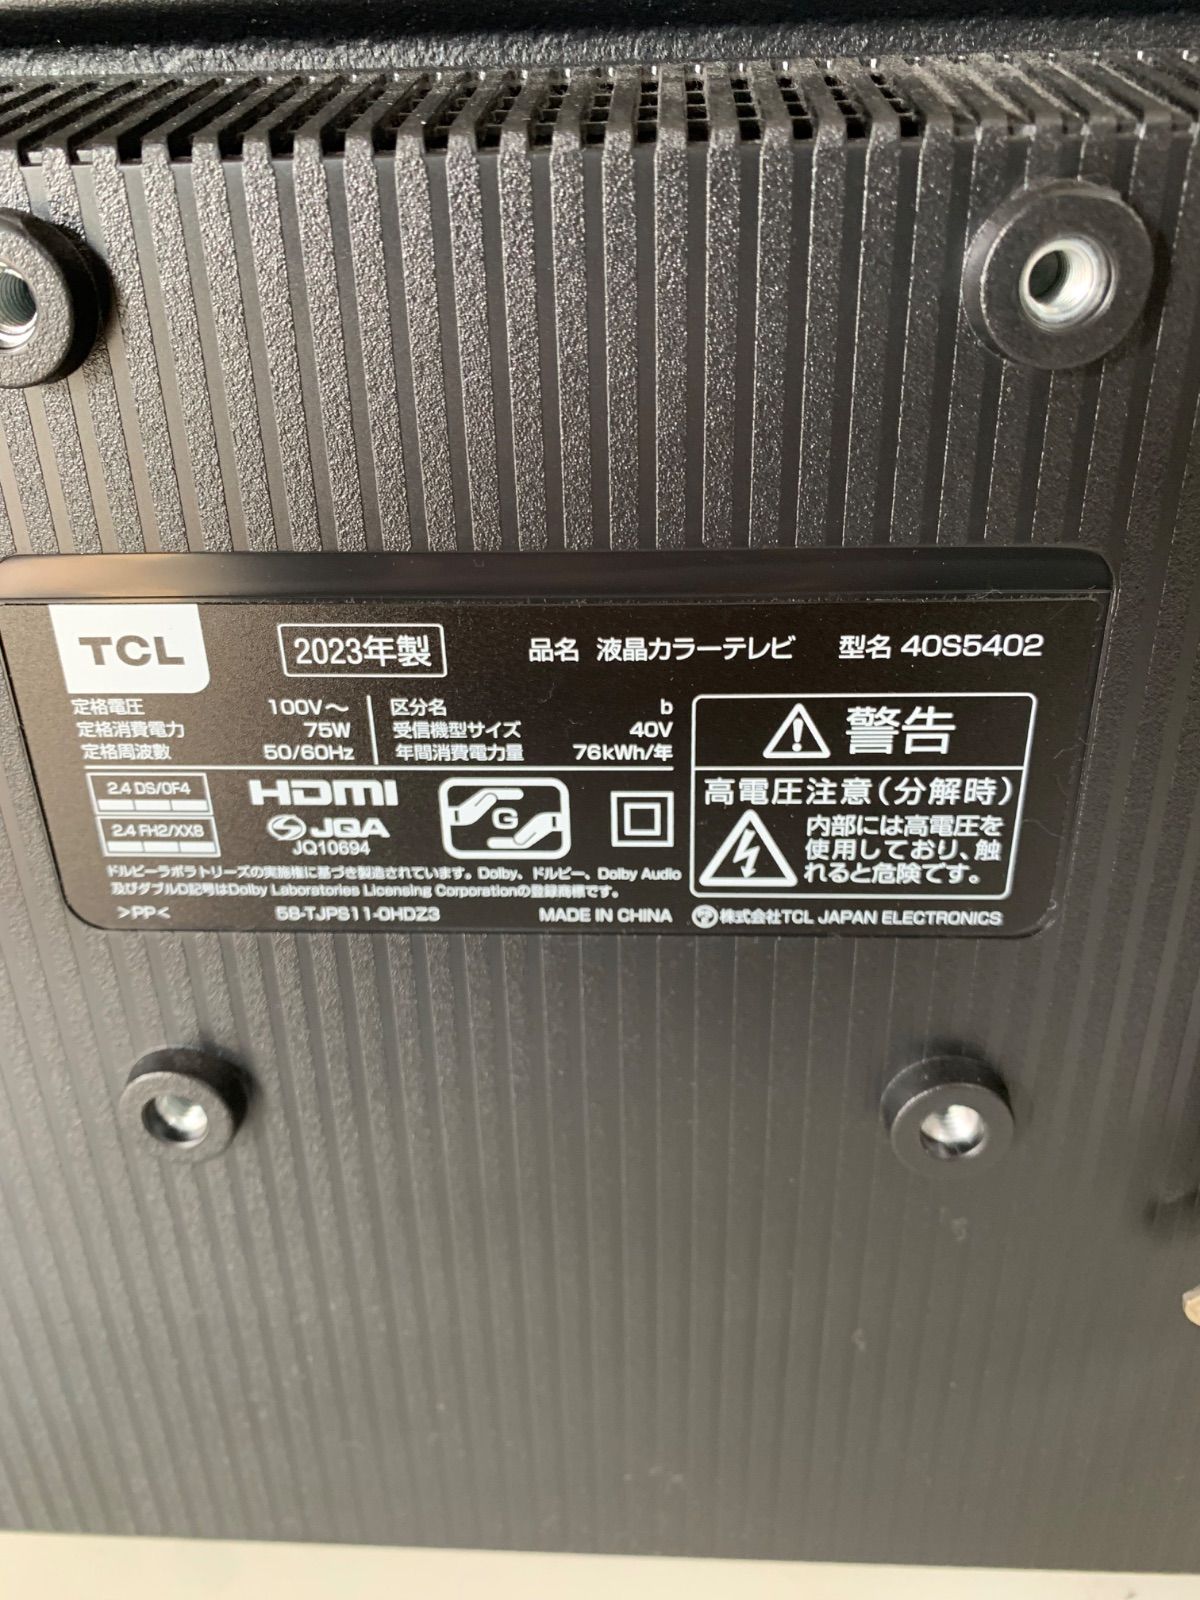 TCL 2023年製 品名 液晶カラーテレビ 型名 40S5402
定格電圧 100V～ 区分名 b
定格消費電力 75W 受信機型サイズ 40V
定格周波数 50/60Hz 年間消費電力量 76kWh/年
警告
高電圧注意(分解時)
内部には高電圧を
使用しており、触
れると危険です。
2.4 DS/OF4
2.4 FH2/XX8
HDMI
JQA
JQ10694
G
ドルビーラボラトリーズの実施権に基づき製造されています。Dolby、ドルビー、Dolby Audio
及びダブルD記号はDolby Laboratories Licensing Corporationの登録商標です。
>PP< 58-TJPS11-0HDZ3 MADE IN CHINA 株式会社TCL JAPAN ELECTRONICS